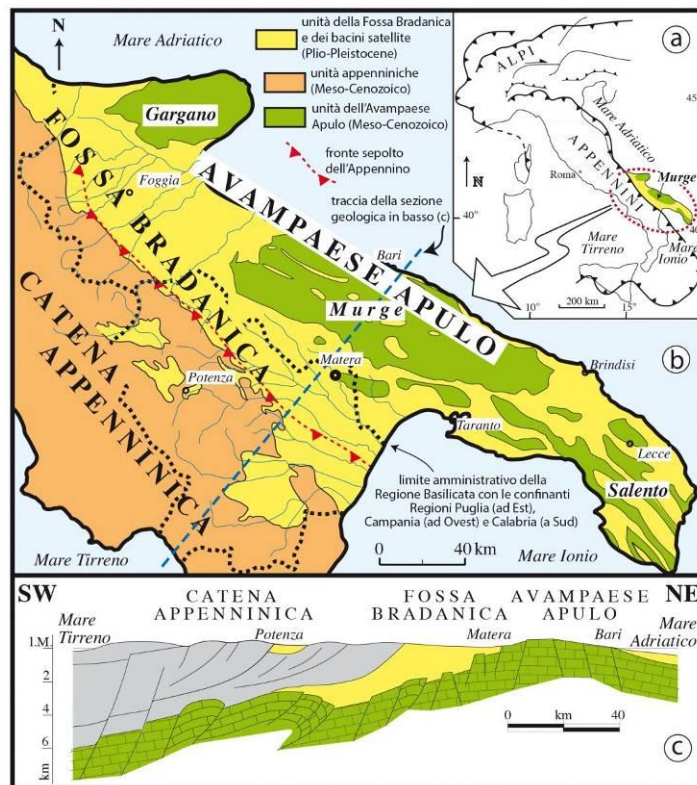 N
Mare Adriatico
unità della Fossa Bradanica
e dei bacini satellite
(Plio-Pleistocene)
unità appenniniche
(Meso-Cenozoico)
unità dell'Avampaese
Apulo (Meso-Cenozoico)
fronte sepolto
dell'Appennino
traccia della sezione
geologica in basso (c)
Gargano
FOSSA BRADANICA
Foggia
AVAMPAESE APULO
Bari
Murge
CATENA
APPENNINICA
Potenza
Matera
Brindisi
Taranto
Lecce
Salento
limite amministrativo della
Regione Basilicata con le confinanti
Regioni Puglia (ad Est),
Campania (ad Ovest) e Calabria (a Sud)
0 40 km
Mare Tirreno
Mare Ionio
b
a
ALPI
45
Mare Adriatico
APPENNINI
N
Roma
Murge
40°
40
Mare
Tirreno
Mare
Ionio
10°
200 km
15°
SW
NE
CATENA
APPENNINICA
FOSSA
BRADANICA
AVAMPAESE
APULO
Mare
Tirreno
Potenza
Matera
Bari
Mare
Adriatico
l.M.
2
4
6
km
0 km 40
c